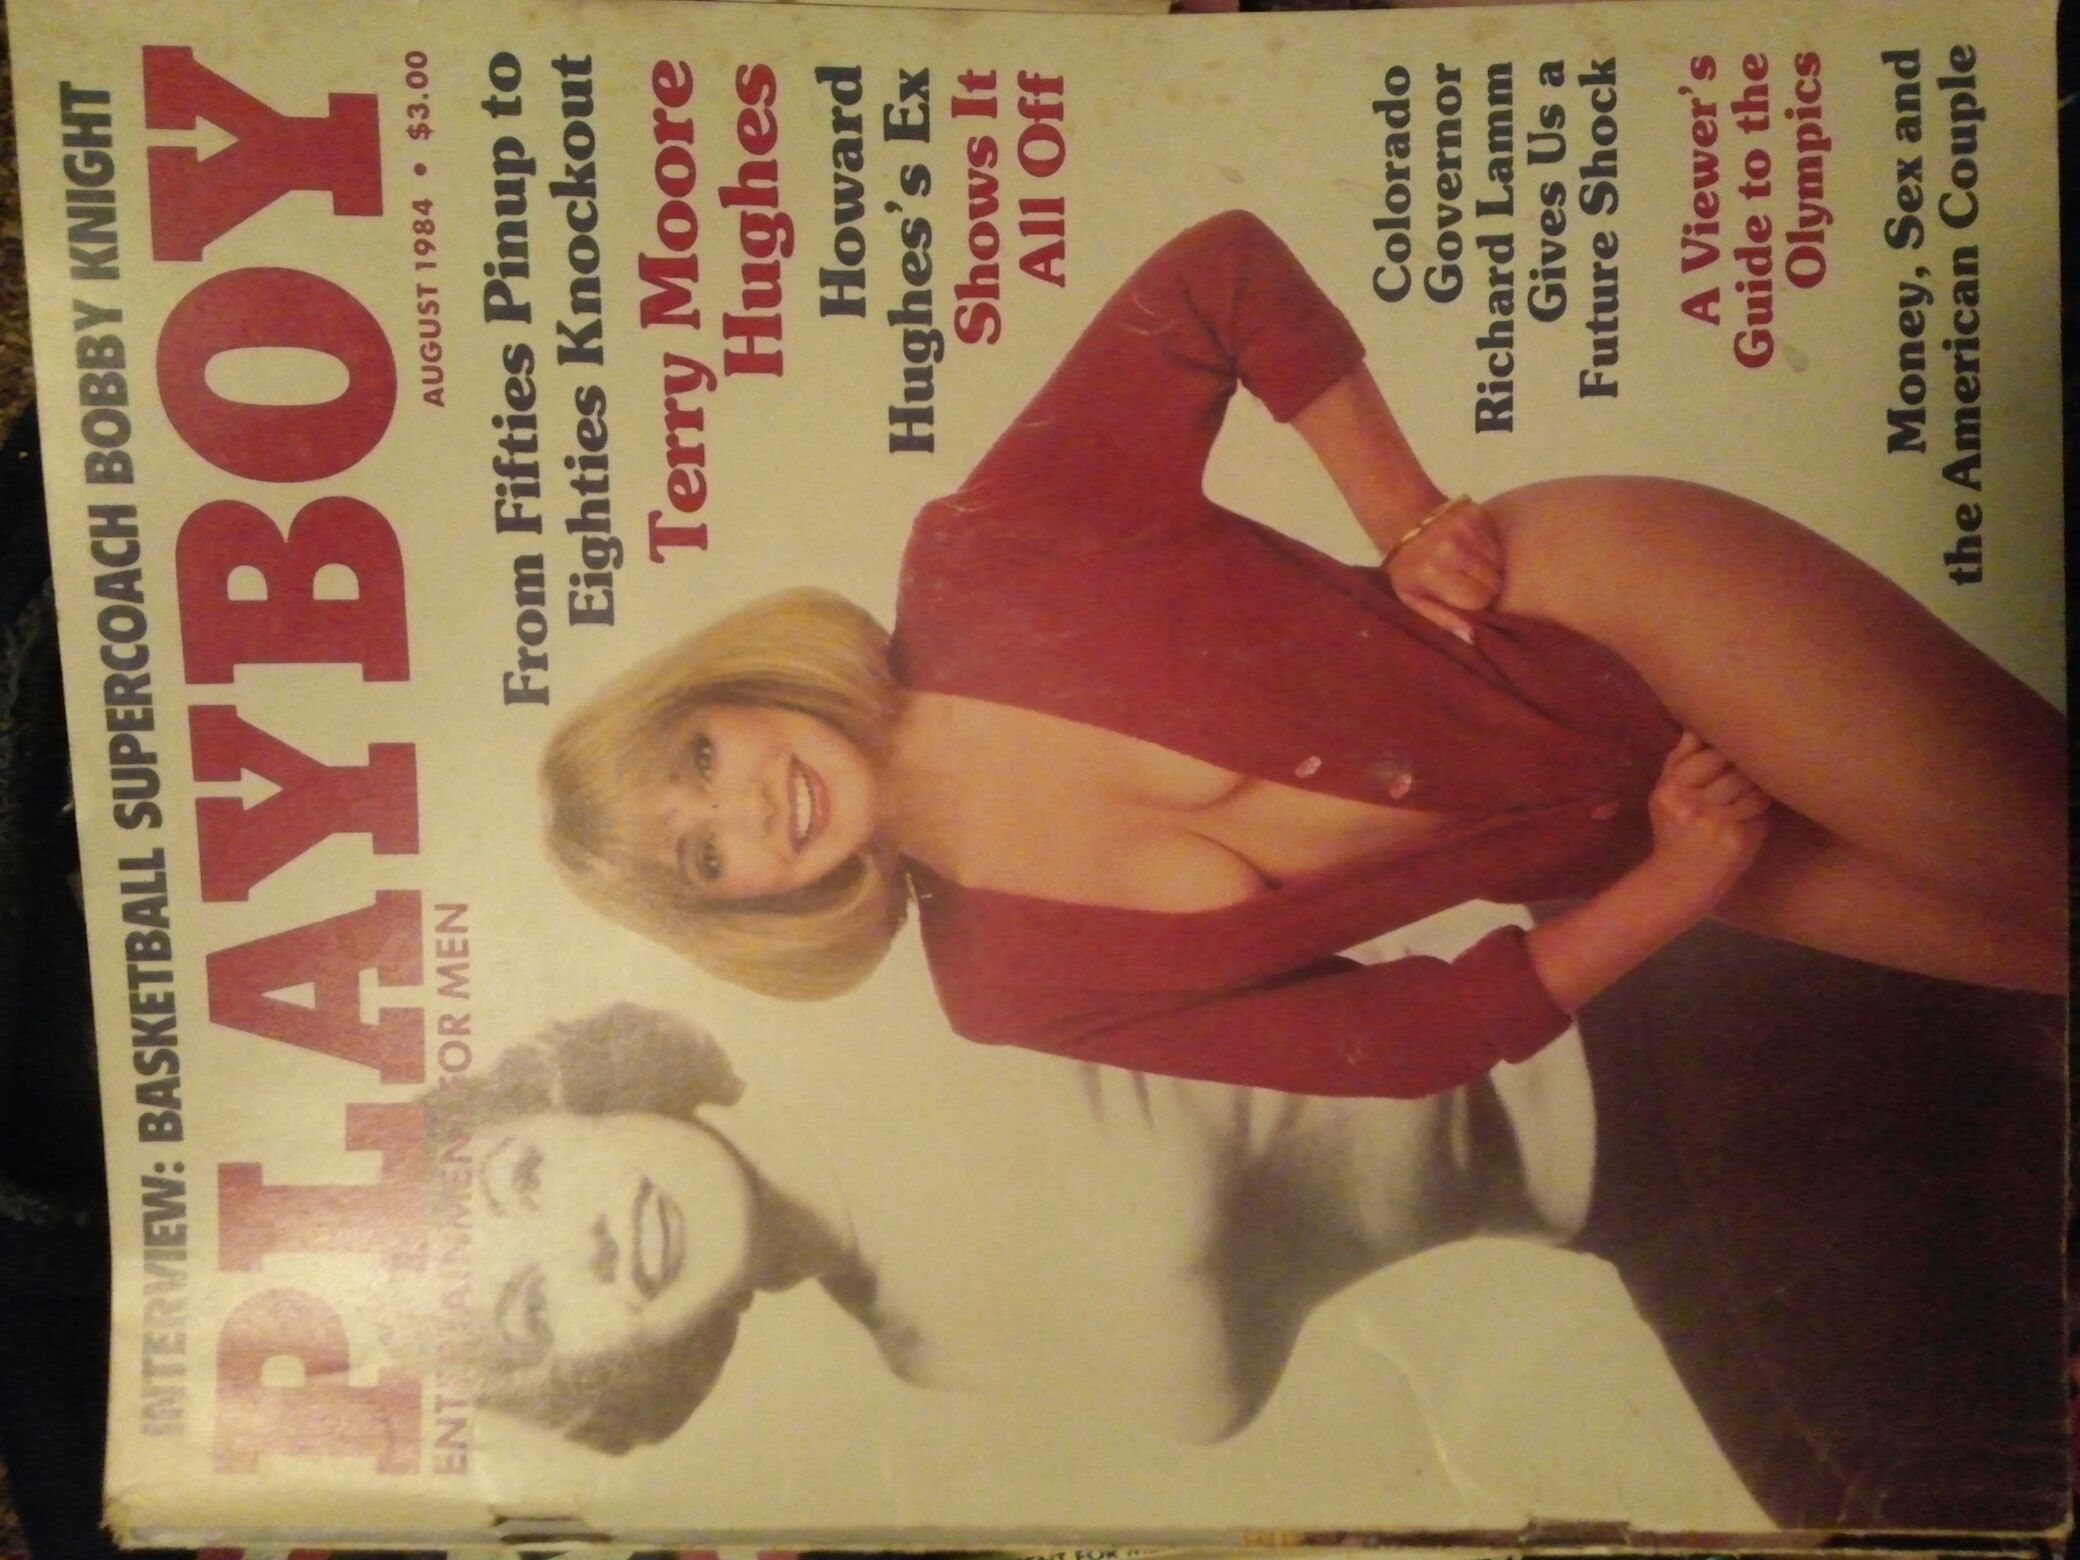 INTERVIEW: BASKETBALL SUPERCOACH BOBBY KNIGHT
PLAYBOY
ENTERTAINMENT FOR MEN
AUGUST 1984 • $3.00
From Fifties Pinup to
Eighties Knockout
Terry Moore
Hughes
Howard
Hughes's Ex
Shows It
All Off
Colorado
Governor
Richard Lamm
Gives Us a
Future Shock
A Viewer's
Guide to the
Olympics
Money, Sex and
the American Couple